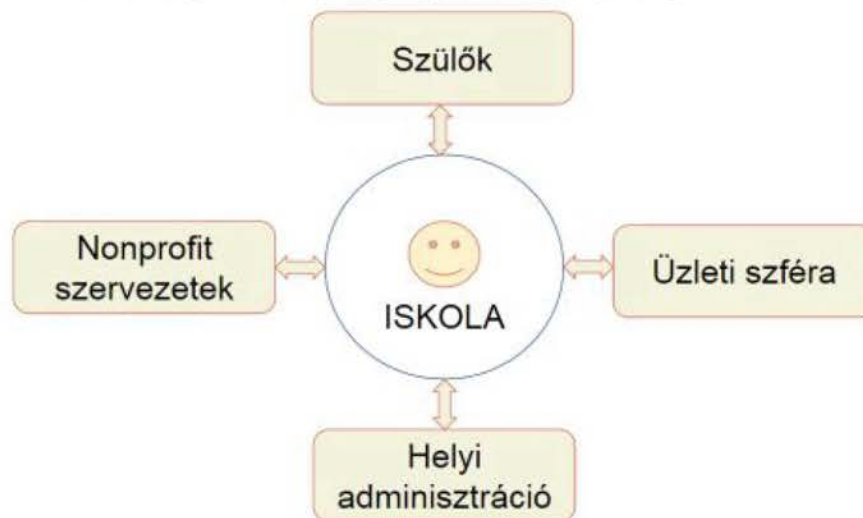 Szülők
Nonprofit
szervezetek
ISKOLA
Üzleti szféra
Helyi
adminisztráció